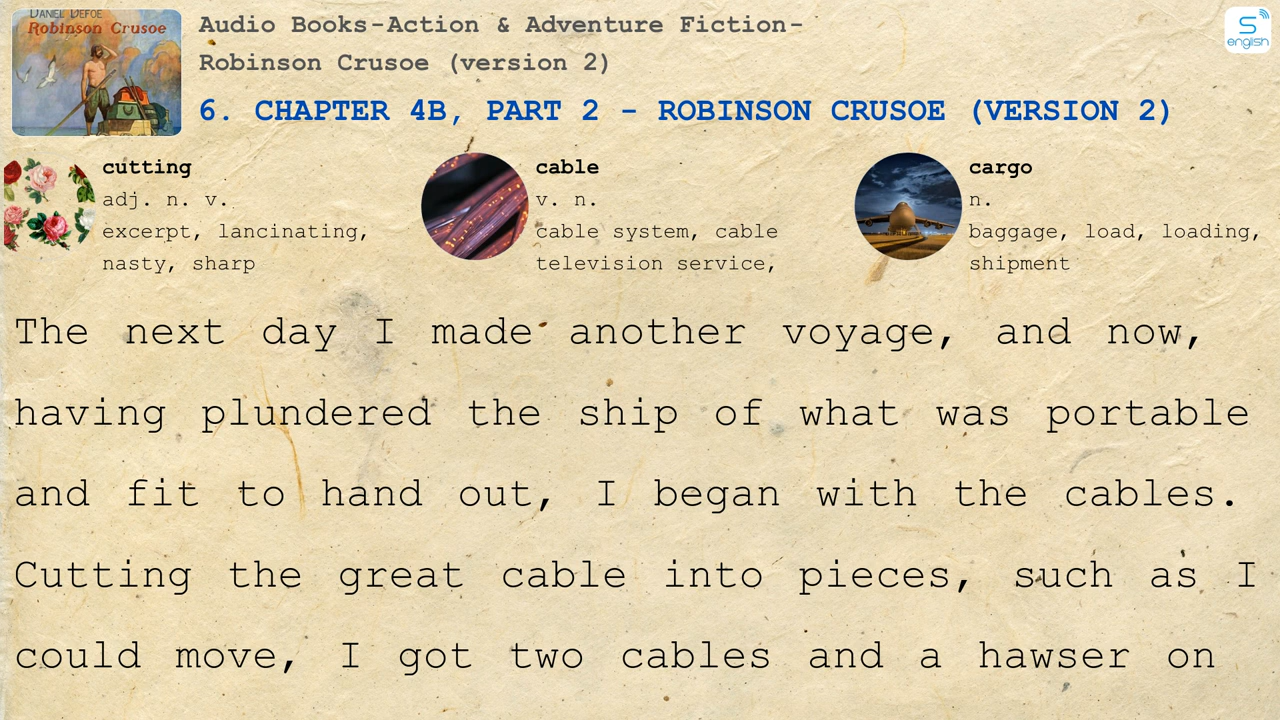 DANIEL DEFOE
Robinson Crusoe
Audio Books-Action & Adventure Fiction-
Robinson Crusoe (version 2)
6. CHAPTER 4B, PART 2 - ROBINSON CRUSOE (VERSION 2)
S
english
cutting
adj. n. v.
excerpt, lancinating,
nasty, sharp
cable
v. n.
cable system, cable
television service,
cargo
n.
baggage, load, loading,
shipment
The next day I made another voyage, and now,
having plundered the ship of what was portable
and fit to hand out, I began with the cables.
Cutting the great cable into pieces, such as I
could move, I got two cables and a hawser on